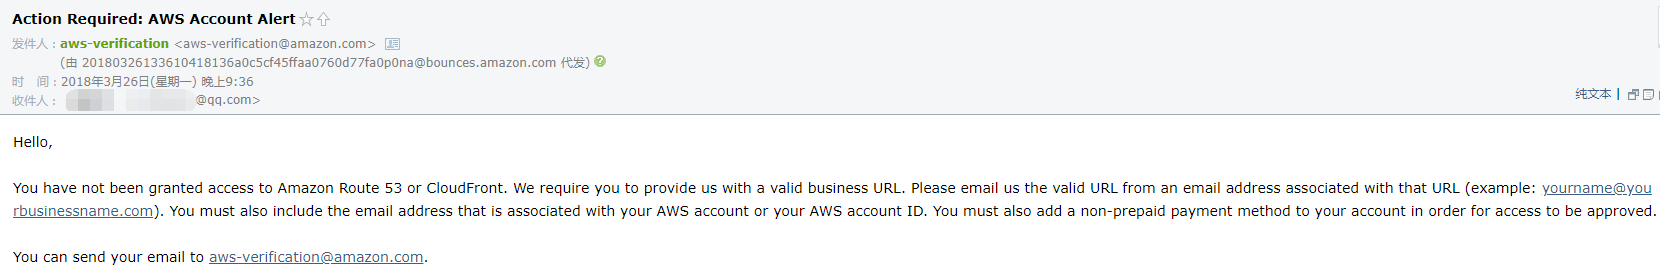 Action Required: AWS Account Alert
发件人：aws-verification <aws-verification@amazon.com>
(由 20180326133610418136a0c5cf45ffaa0760d77fa0p0na@bounces.amazon.com 代发)
时　间：2018年3月26日(星期一) 晚上9:36
收件人：@qq.com>
纯文本 |
Hello,
You have not been granted access to Amazon Route 53 or CloudFront. We require you to provide us with a valid business URL. Please email us the valid URL from an email address associated with that URL (example: yourname@you
rbusinessname.com). You must also include the email address that is associated with your AWS account or your AWS account ID. You must also add a non-prepaid payment method to your account in order for access to be approved.
You can send your email to aws-verification@amazon.com.